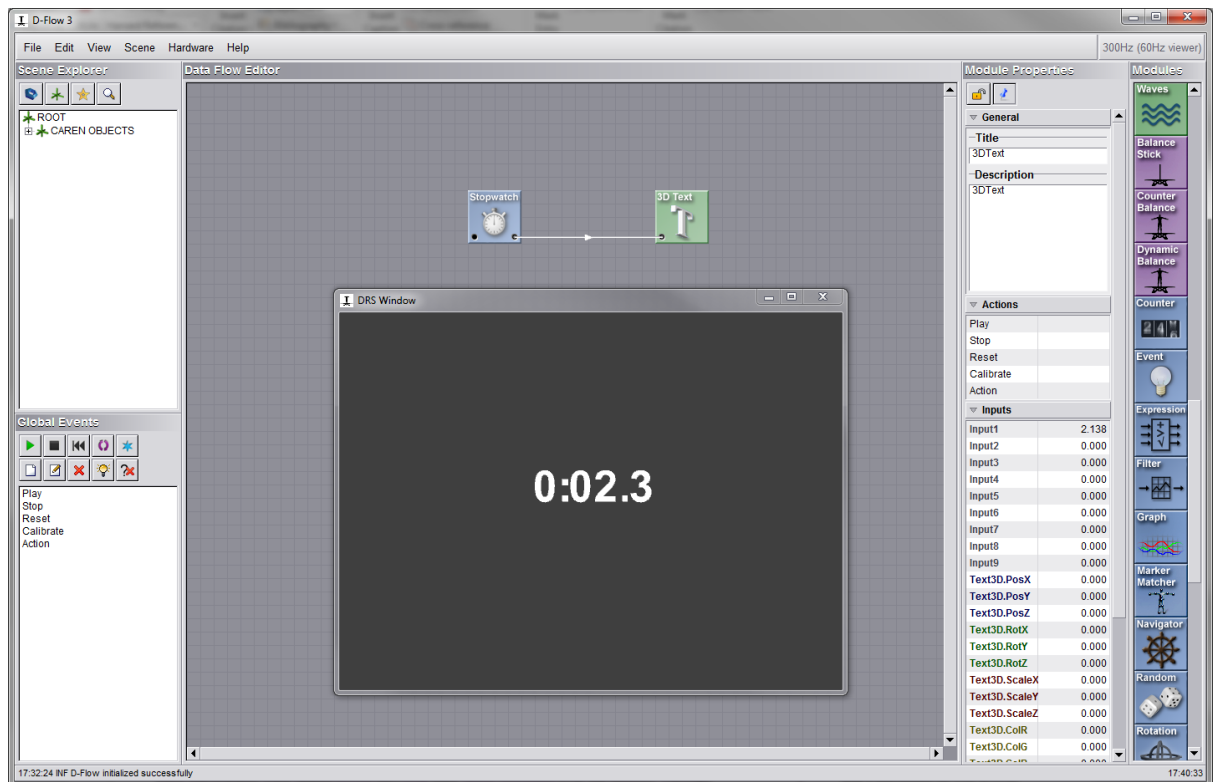 D-Flow 3
File Edit View Scene Hardware Help
300Hz (60Hz viewer)
Scene Explorer
ROOT
CAREN OBJECTS
Global Events
Play
Stop
Reset
Calibrate
Action
Data Flow Editor
Stopwatch
3D Text
DRS Window
0:02.3
Module Properties
General
Title
3DText
Description
3DText
Actions
Play
Stop
Reset
Calibrate
Action
Inputs
Input1 2.138
Input2 0.000
Input3 0.000
Input4 0.000
Input5 0.000
Input6 0.000
Input7 0.000
Input8 0.000
Input9 0.000
Text3D.PosX 0.000
Text3D.PosY 0.000
Text3D.PosZ 0.000
Text3D.RotX 0.000
Text3D.RotY 0.000
Text3D.RotZ 0.000
Text3D.ScaleX 0.000
Text3D.ScaleY 0.000
Text3D.ScaleZ 0.000
Text3D.ColR 0.000
Text3D.ColG 0.000
Modules
Waves
Balance
Stick
Counter
Balance
Dynamic
Balance
Counter
Event
Expression
Filter
Graph
Marker
Matcher
Navigator
Random
Rotation
17:32:24 INF D-Flow initialized successfully
17:40:33